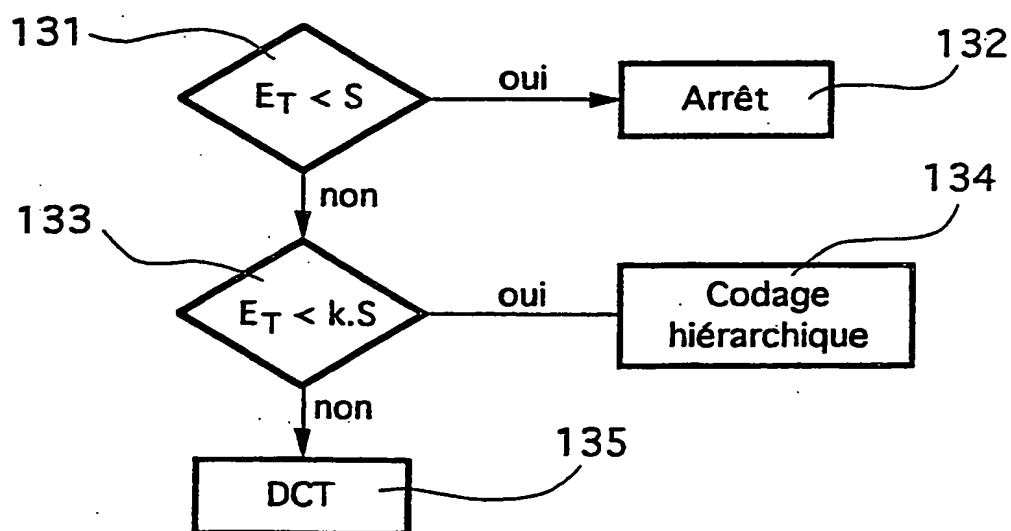 131
132
E_T < S
oui
Arrêt
non
133
134
E_T < k.S
oui
Codage
hiérarchique
non
135
DCT